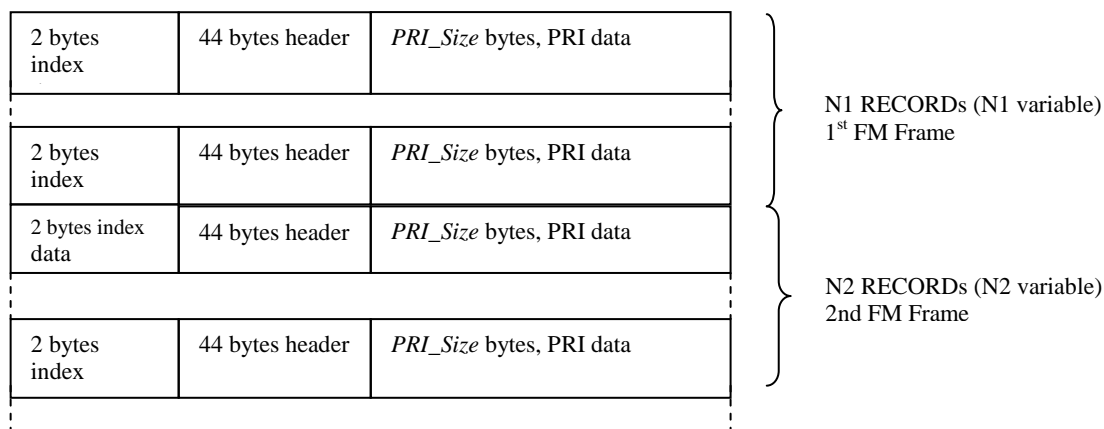 2 bytes
index
44 bytes header
PRI_Size bytes, PRI data
N1 RECORDs (N1 variable)
1st FM Frame
2 bytes
index
44 bytes header
PRI_Size bytes, PRI data
2 bytes index
data
44 bytes header
PRI_Size bytes, PRI data
N2 RECORDs (N2 variable)
2nd FM Frame
2 bytes
index
44 bytes header
PRI_Size bytes, PRI data